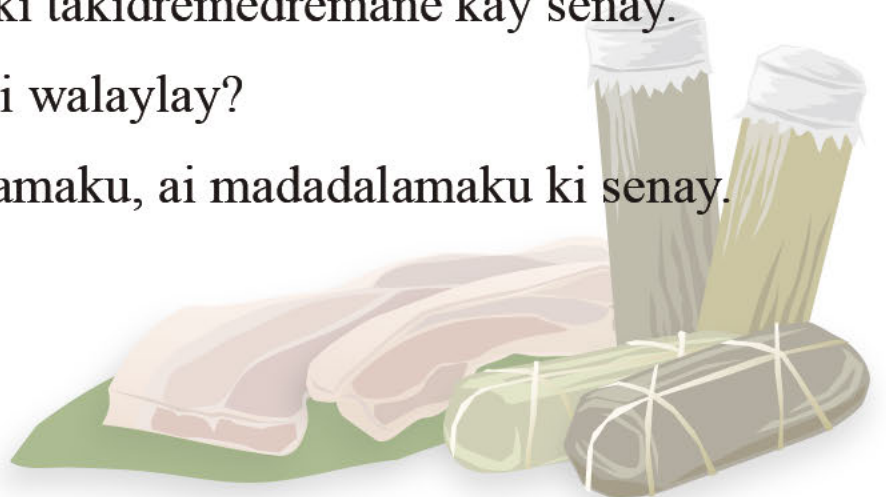 ki takidremedremane kay senay.
i walaylay?
amaku, ai madadalamaku ki senay.